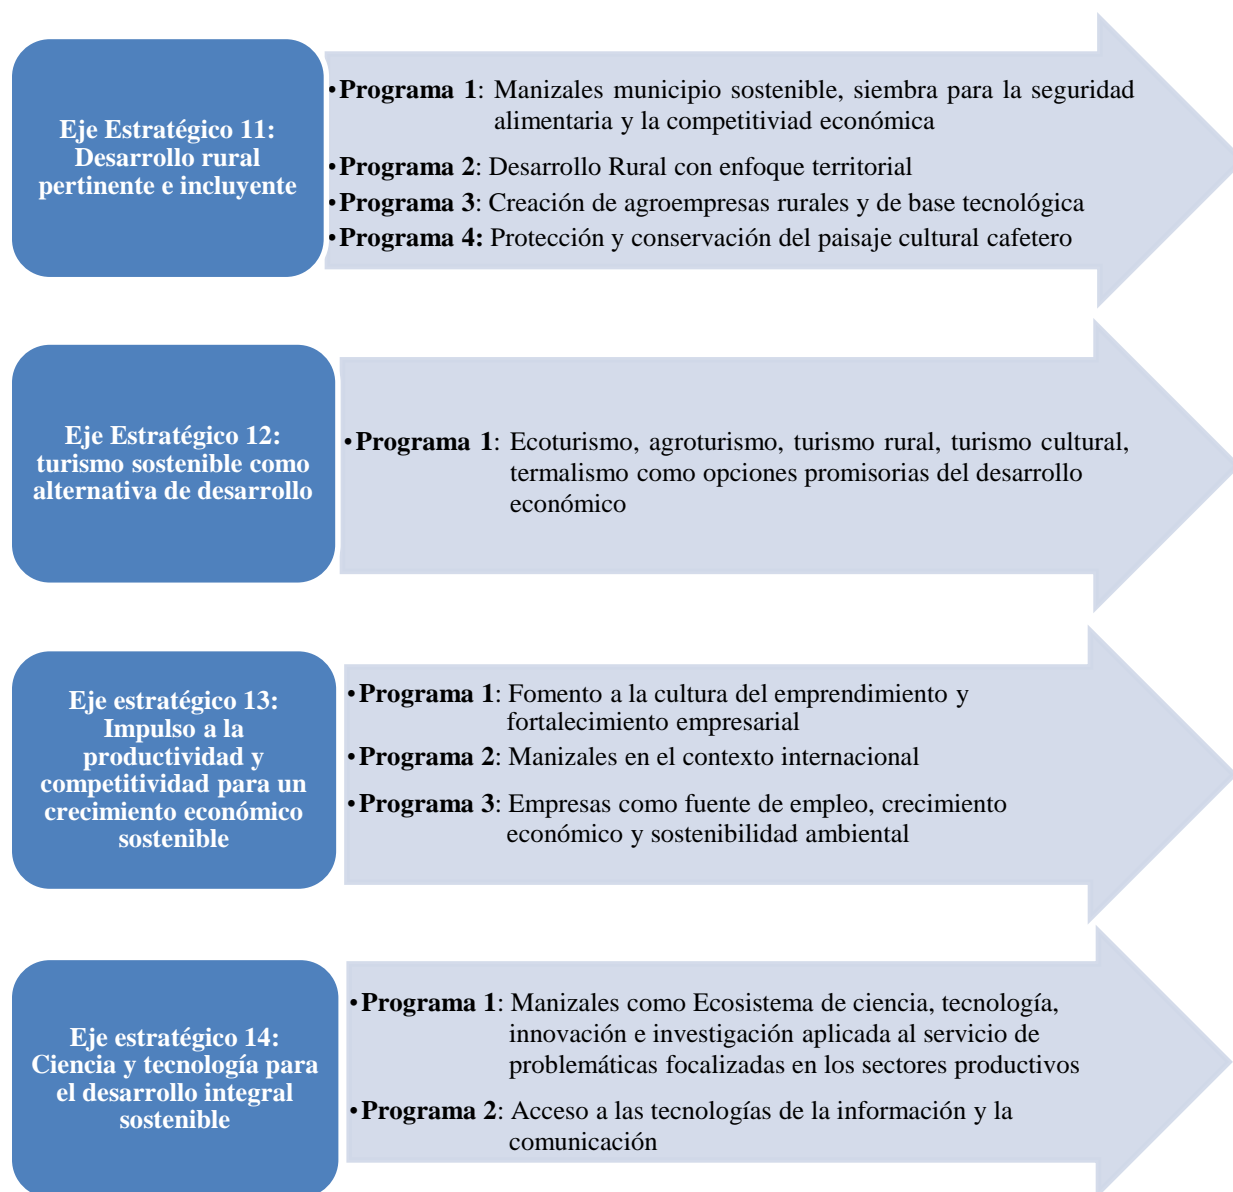 Eje Estratégico 11:
Desarrollo rural
pertinente e incluyente
•Programa 1: Manizales municipio sostenible, siembra para la seguridad
alimentaria y la competitiviad económica
•Programa 2: Desarrollo Rural con enfoque territorial
•Programa 3: Creación de agroempresas rurales y de base tecnológica
•Programa 4: Protección y conservación del paisaje cultural cafetero
Eje Estratégico 12:
turismo sostenible como
alternativa de desarrollo
•Programa 1: Ecoturismo, agroturismo, turismo rural, turismo cultural,
termalismo como opciones promisorias del desarrollo
económico
Eje estratégico 13:
Impulso a la
productividad y
competitividad para un
crecimiento económico
sostenible
•Programa 1: Fomento a la cultura del emprendimiento y
fortalecimiento empresarial
•Programa 2: Manizales en el contexto internacional
•Programa 3: Empresas como fuente de empleo, crecimiento
económico y sostenibilidad ambiental
Eje estratégico 14:
Ciencia y tecnología para
el desarrollo integral
sostenible
•Programa 1: Manizales como Ecosistema de ciencia, tecnología,
innovación e investigación aplicada al servicio de
problemáticas focalizadas en los sectores productivos
•Programa 2: Acceso a las tecnologías de la información y la
comunicación